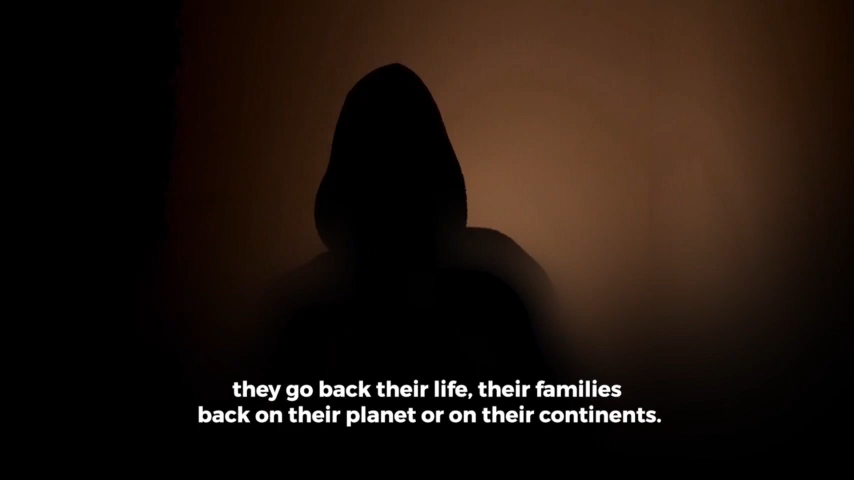 they go back their life, their families
back on their planet or on their continents.